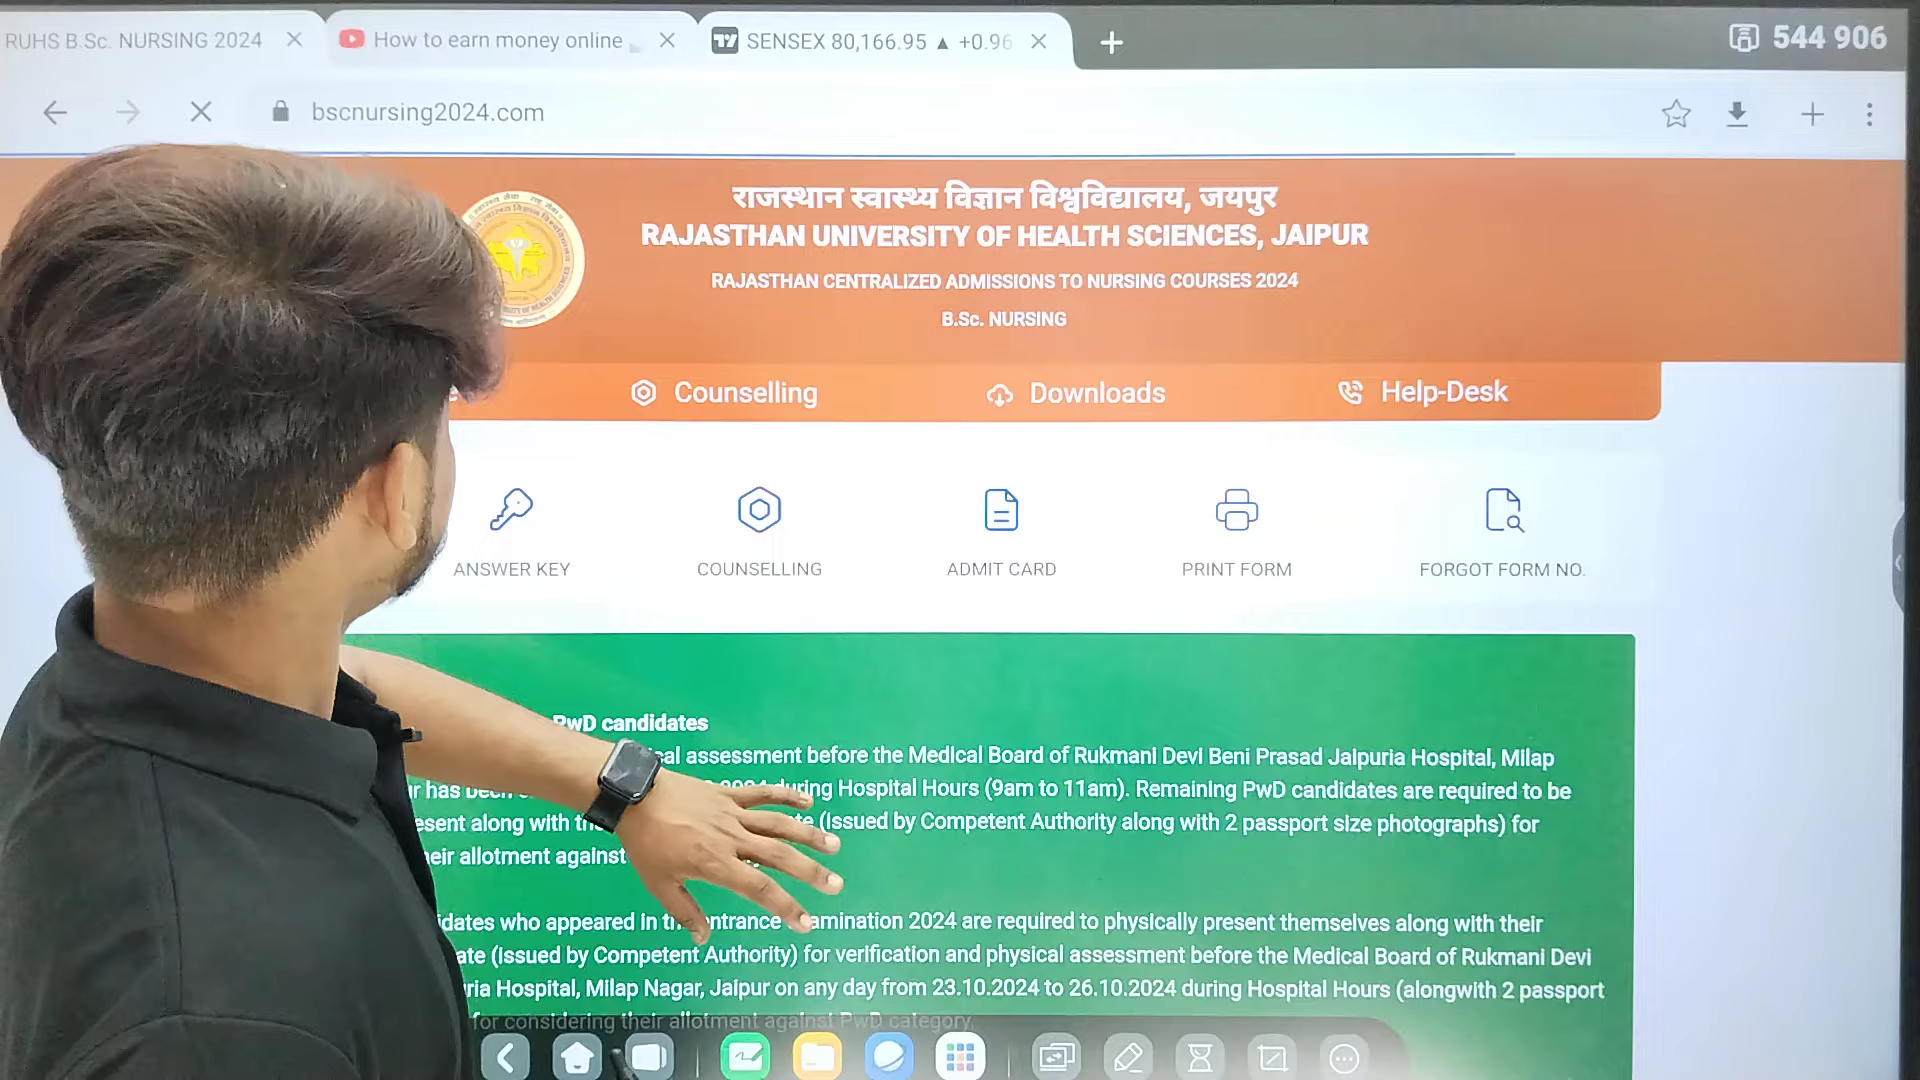 RUHS B.Sc. NURSING 2024
How to earn money online
SENSEX 80,166.95 ▲ +0.96
544 906
bscnursing2024.com
राजस्थान स्वास्थ्य विज्ञान विश्वविद्यालय, जयपुर
RAJASTHAN UNIVERSITY OF HEALTH SCIENCES, JAIPUR
RAJASTHAN CENTRALIZED ADMISSIONS TO NURSING COURSES 2024
B.Sc. NURSING
Counselling
Downloads
Help-Desk
ANSWER KEY
COUNSELLING
ADMIT CARD
PRINT FORM
FORGOT FORM NO.
PwD candidates
assessment before the Medical Board of Rukmani Devi Beni Prasad Jaipuria Hospital, Milap
has during Hospital Hours (9am to 11am). Remaining PwD candidates are required to be
along with (Issued by Competent Authority along with 2 passport size photographs) for
their allotment against
who appeared in entrance examination 2024 are required to physically present themselves along with their
(Issued by Competent Authority) for verification and physical assessment before the Medical Board of Rukmani Devi
Hospital, Milap Nagar, Jaipur on any day from 23.10.2024 to 26.10.2024 during Hospital Hours (alongwith 2 passport
for considering their allotment against PwD category.